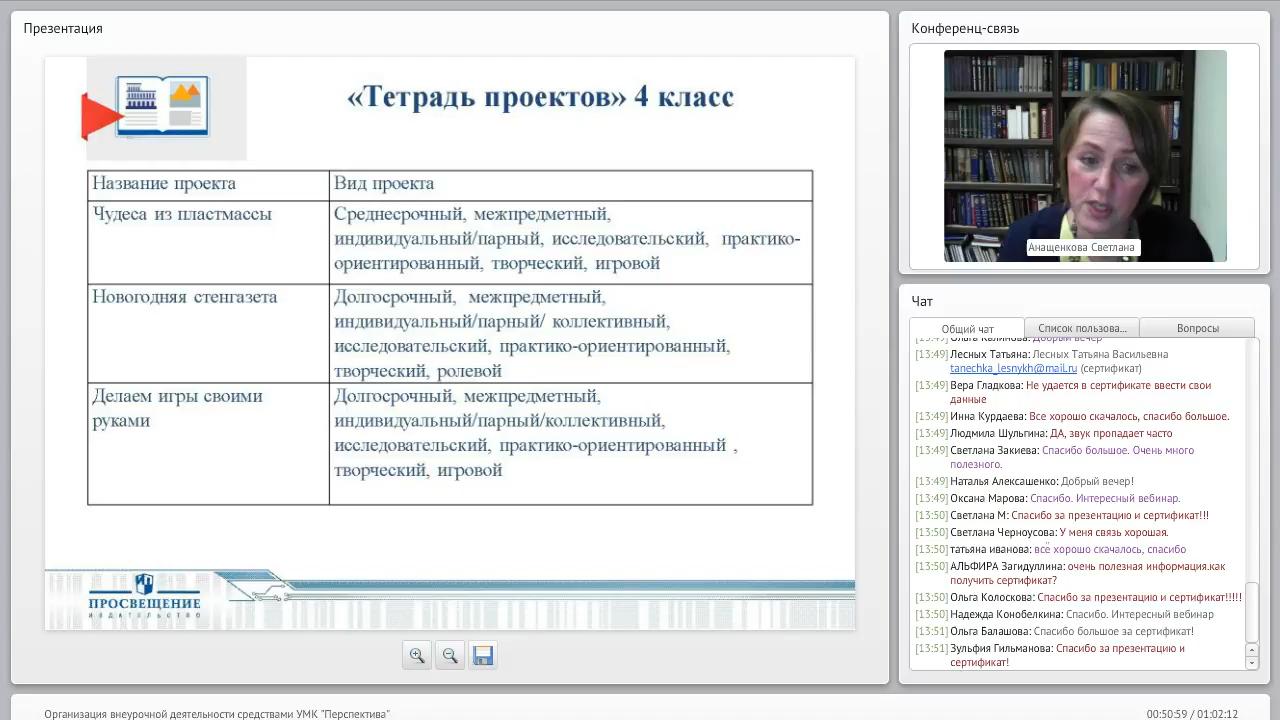 Презентация
«Тетрадь проектов» 4 класс
Название проекта
Вид проекта
Чудеса из пластмассы
Среднесрочный, межпредметный,
индивидуальный/парный, исследовательский, практико-
ориентированный, творческий, игровой
Новогодняя стенгазета
Долгосрочный, межпредметный,
индивидуальный/парный/ коллективный,
исследовательский, практико-ориентированный,
творческий, ролевой
Делаем игры своими
руками
Долгосрочный, межпредметный,
индивидуальный/парный/коллективный,
исследовательский, практико-ориентированный ,
творческий, игровой
ПРОСВЕЩЕНИЕ
ИЗДАТЕЛЬСТВО
Конференц-связь
Анащенкова Светлана
Чат
Общий чат
Список пользова...
Вопросы
[13:49] Ольга Калинова: Добрый вечер
[13:49] Лесных Татьяна: Лесных Татьяна Васильевна
tanechka_lesnykh@mail.ru (сертификат)
[13:49] Вера Гладкова: Не удается в сертификате ввести свои
данные
[13:49] Инна Курдаева: Все хорошо скачалось, спасибо большое.
[13:49] Людмила Шульгина: ДА, звук пропадает часто
[13:49] Светлана Закиева: Спасибо большое. Очень много
полезного.
[13:49] Наталья Алексашенко: Добрый вечер!
[13:49] Оксана Марова: Спасибо. Интересный вебинар.
[13:50] Светлана М: Спасибо за презентацию и сертификат!!!
[13:50] Светлана Черноусова: У меня связь хорошая.
[13:50] татьяна иванова: всё хорошо скачалось, спасибо
[13:50] АЛЬФИРА Загидуллина: очень полезная информация.как
получить сертификат?
[13:50] Ольга Колоскова: Спасибо за презентацию и сертификат!!!!!
[13:50] Надежда Конобелкина: Спасибо. Интересный вебинар
[13:51] Ольга Балашова: Спасибо большое за сертификат!
[13:51] Зульфия Гильманова: Спасибо за презентацию и
сертификат!
Организация внеурочной деятельности средствами УМК "Перспектива"
00:50:59 / 01:02:12